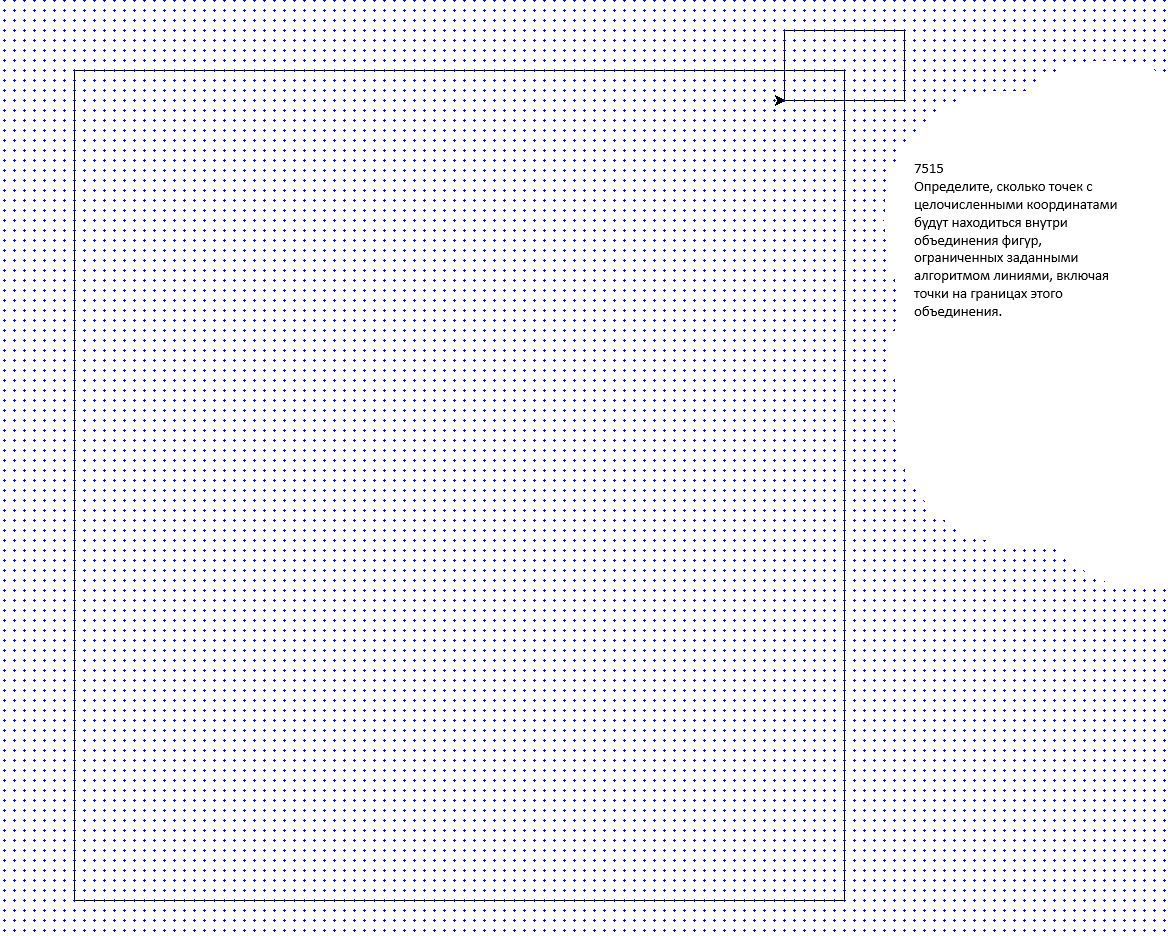 7515
Определите, сколько точек с
целочисленными координатами
будут находиться внутри
объединения фигур,
ограниченных заданными
алгоритмом линиями, включая
точки на границах этого
объединения.